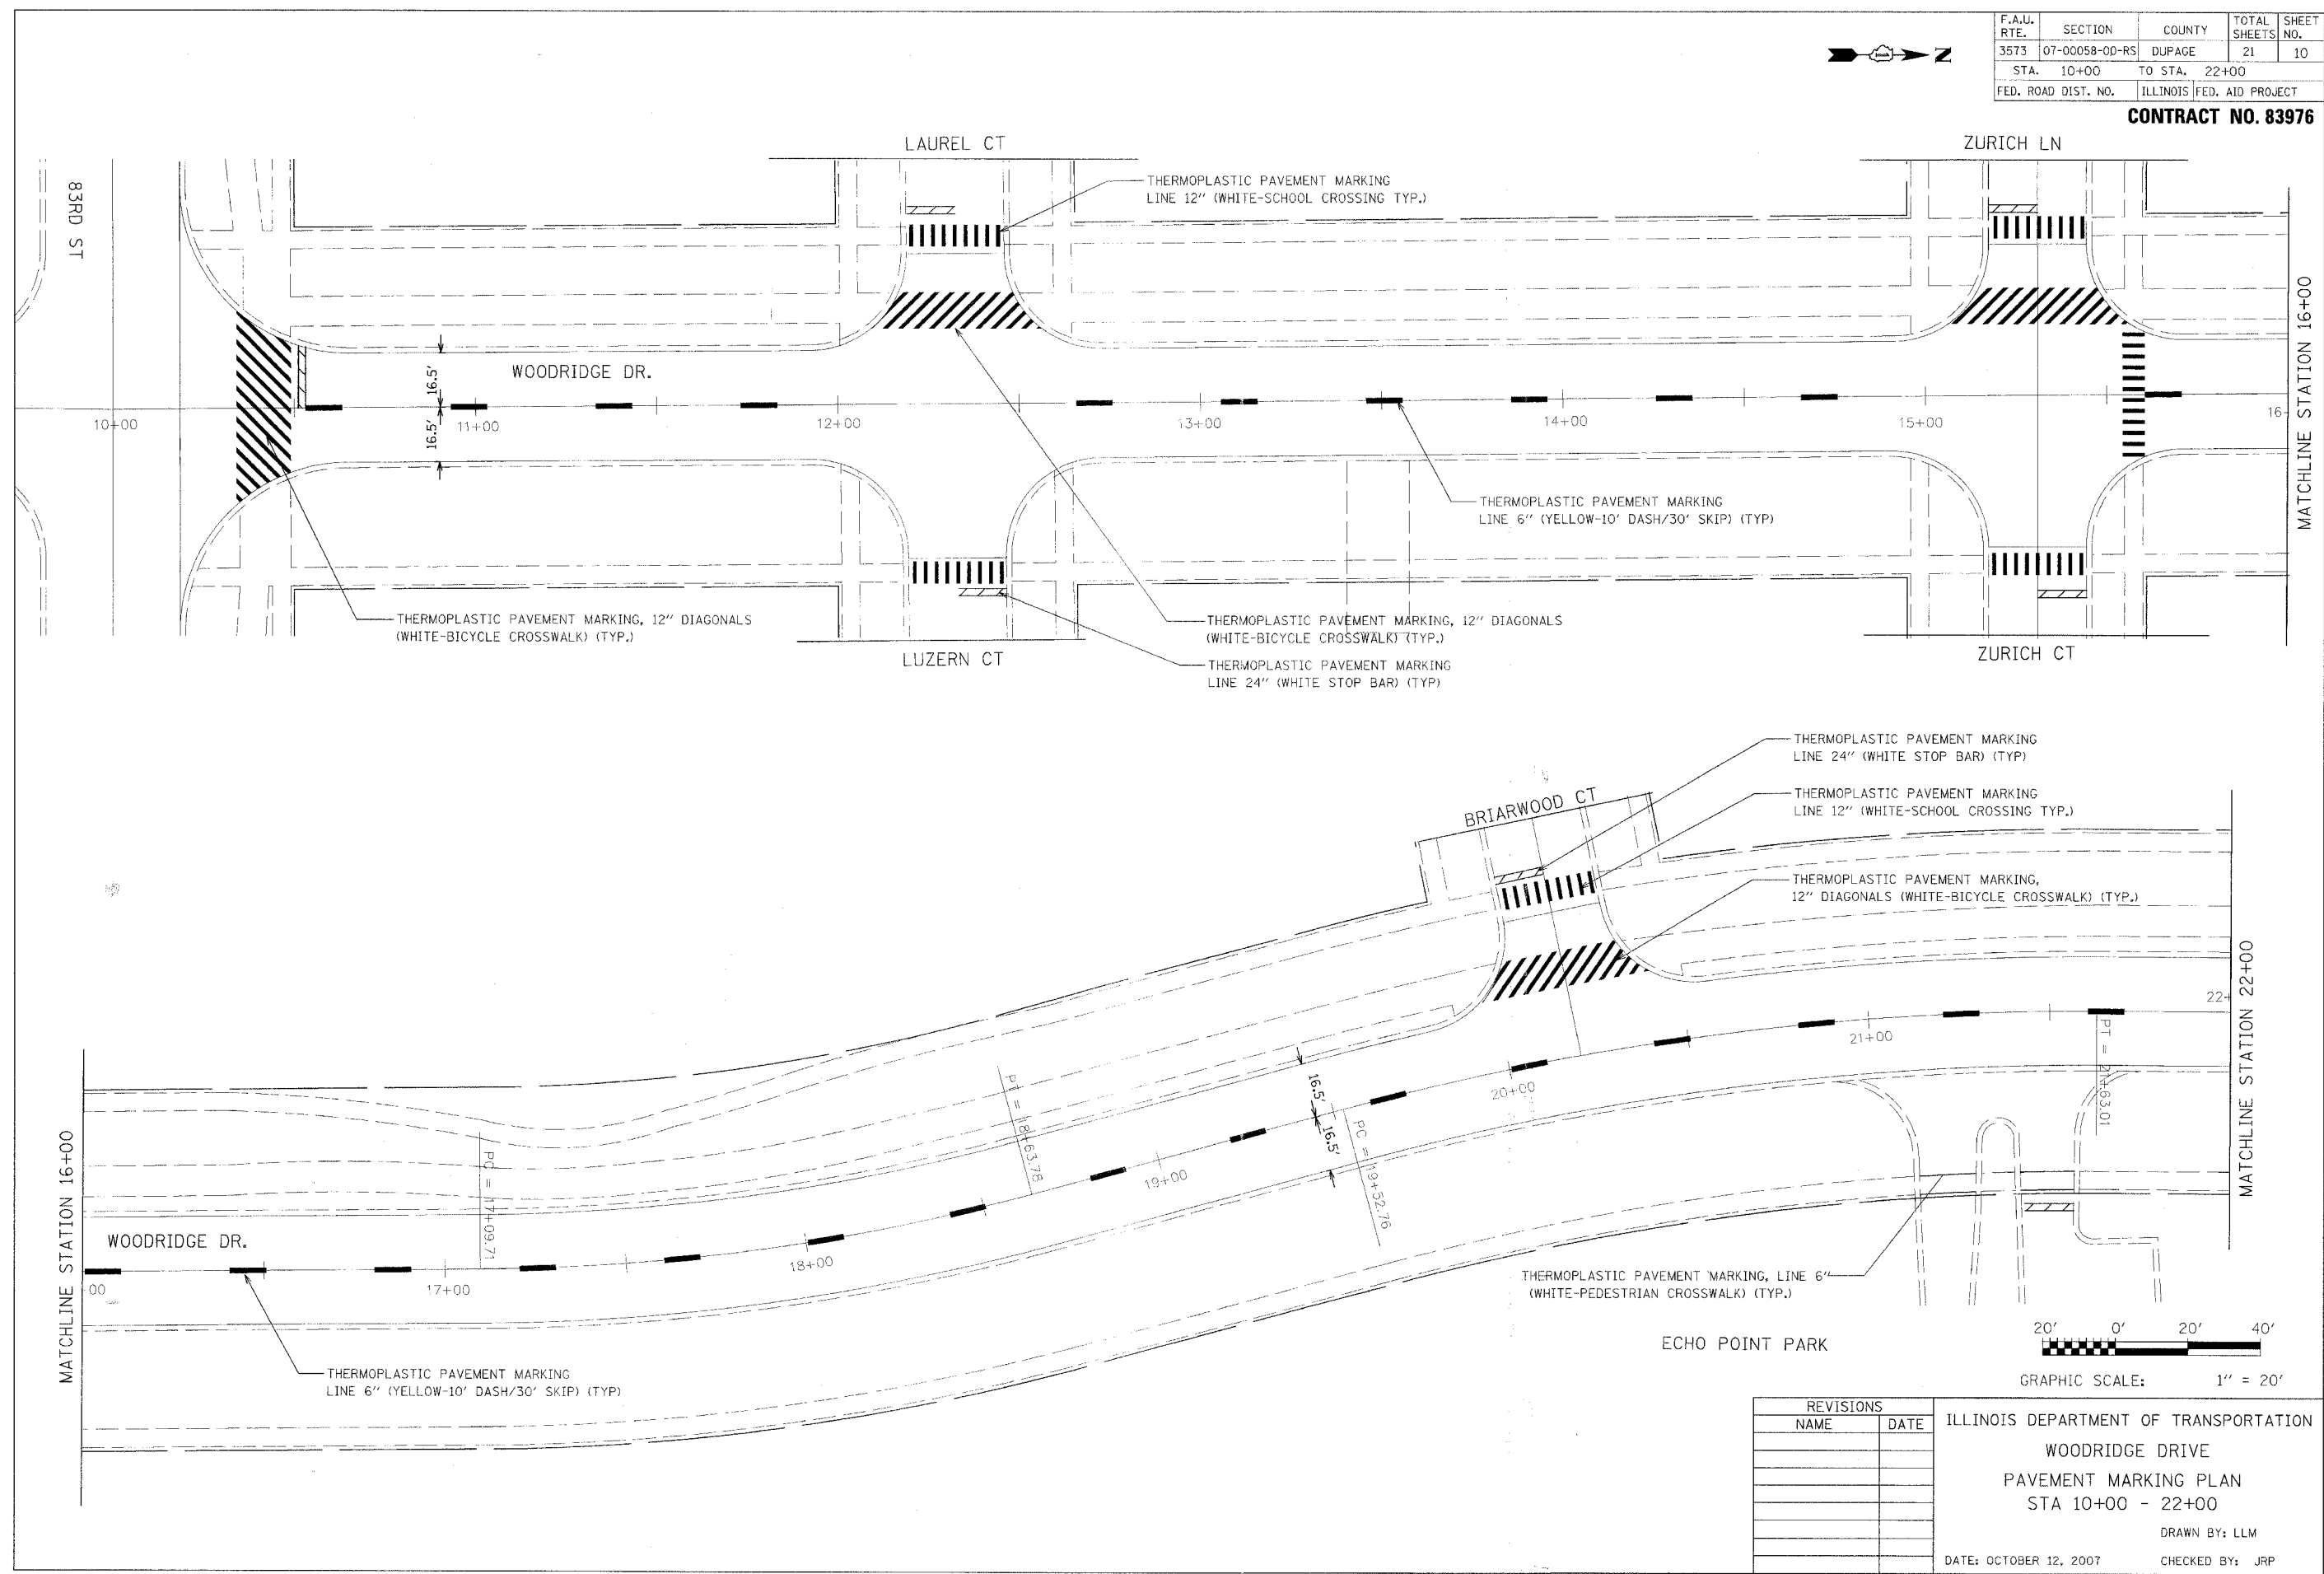 F.A.U. RTE. SECTION COUNTY TOTAL SHEETS SHEET NO.
3573 07-00058-00-RS DUPAGE 21 10
STA. 10+00 TO STA. 22+00
FED. ROAD DIST. NO. ILLINOIS FED. AID PROJECT
CONTRACT NO. 83976
N
83RD ST
LAUREL CT
ZURICH LN
THERMOPLASTIC PAVEMENT MARKING
LINE 12" (WHITE-SCHOOL CROSSING TYP.)
WOODRIDGE DR.
16.5'
16.5'
10+00
11+00
12+00
13+00
14+00
15+00
16
MATCHLINE STATION 16+00
THERMOPLASTIC PAVEMENT MARKING
LINE 6" (YELLOW-10' DASH/30' SKIP) (TYP)
THERMOPLASTIC PAVEMENT MARKING, 12" DIAGONALS
(WHITE-BICYCLE CROSSWALK) (TYP.)
THERMOPLASTIC PAVEMENT MARKING, 12" DIAGONALS
(WHITE-BICYCLE CROSSWALK) (TYP.)
LUZERN CT
ZURICH CT
THERMOPLASTIC PAVEMENT MARKING
LINE 24" (WHITE STOP BAR) (TYP)
THERMOPLASTIC PAVEMENT MARKING
LINE 24" (WHITE STOP BAR) (TYP)
BRIARWOOD CT
THERMOPLASTIC PAVEMENT MARKING
LINE 12" (WHITE-SCHOOL CROSSING TYP.)
THERMOPLASTIC PAVEMENT MARKING,
12" DIAGONALS (WHITE-BICYCLE CROSSWALK) (TYP.)
MATCHLINE STATION 16+00
WOODRIDGE DR.
00
17+00
PC = 17+09.71
18+00
PT = 18+63.78
19+00
16.5'
16.5'
PC = 19+52.76
20+00
21+00
PT = 21+63.01
22+
MATCHLINE STATION 22+00
THERMOPLASTIC PAVEMENT MARKING, LINE 6"
(WHITE-PEDESTRIAN CROSSWALK) (TYP.)
THERMOPLASTIC PAVEMENT MARKING
LINE 6" (YELLOW-10' DASH/30' SKIP) (TYP)
ECHO POINT PARK
20' 0' 20' 40'
GRAPHIC SCALE: 1" = 20'
REVISIONS
NAME DATE
ILLINOIS DEPARTMENT OF TRANSPORTATION
WOODRIDGE DRIVE
PAVEMENT MARKING PLAN
STA 10+00 - 22+00
DRAWN BY: LLM
DATE: OCTOBER 12, 2007 CHECKED BY: JRP